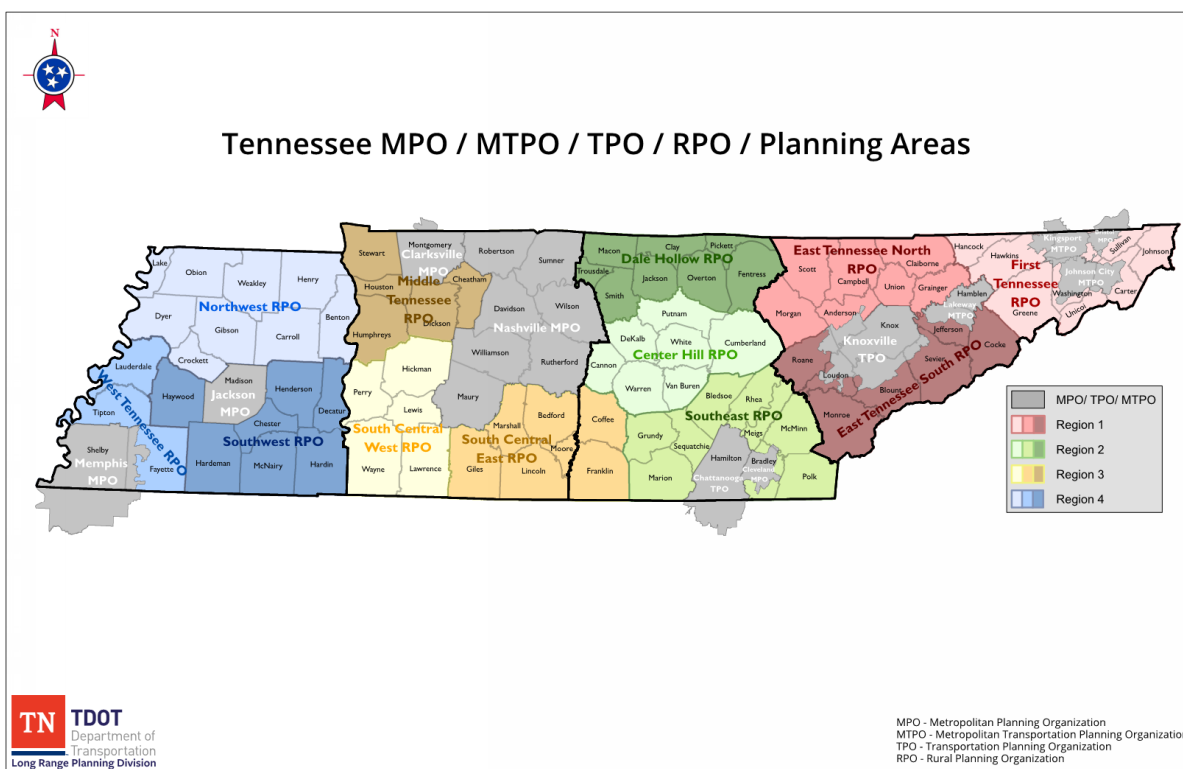 N
Tennessee MPO / MTPO / TPO / RPO / Planning Areas
Lake
Obion
Weakley
Henry
Northwest RPO
Dyer
Gibson
Carroll
Benton
Crockett
Lauderdale
West Tennessee RPO
Tipton
Haywood
Madison
Jackson
MPO
Henderson
Decatur
Chester
Southwest RPO
Shelby
Memphis
MPO
Fayette
Hardeman
McNairy
Hardin
Stewart
Montgomery
Clarksville
MPO
Robertson
Sumner
Houston
Middle
Tennessee
RPO
Cheatham
Dickson
Humphreys
Davidson
Wilson
Nashville MPO
Williamson
Rutherford
Maury
Hickman
Perry
Lewis
South Central
West RPO
Wayne
Lawrence
Marshall
Bedford
South Central
East RPO
Moore
Giles
Lincoln
Coffee
Franklin
Macon
Clay
Pickett
Dale Hollow RPO
Trousdale
Jackson
Overton
Fentress
Smith
Putnam
DeKalb
White
Cumberland
Center Hill RPO
Cannon
Warren
Van Buren
Bledsoe
Rhea
Southeast RPO
Meigs
McMinn
Grundy
Sequatchie
Hamilton
Bradley
Cleveland
MPO
Chattanooga
TPO
Marion
Polk
East Tennessee North
RPO
Scott
Campbell
Claiborne
Union
Grainger
Morgan
Anderson
Knox
Knoxville
TPO
Hancock
Hawkins
Kingsport
MTPO
Sullivan
Johnson
First
Tennessee
RPO
Johnson City
MTPO
Washington
Carter
Unicoi
Greene
Hamblen
Lakeway
MTPO
Jefferson
Cocke
Sevier
Roane
Loudon
Blount
Monroe
East Tennessee South RPO
MPO/ TPO/ MTPO
Region 1
Region 2
Region 3
Region 4
TN
TDOT
Department of
Transportation
Long Range Planning Division
MPO - Metropolitan Planning Organization
MTPO - Metropolitan Transportation Planning Organization
TPO - Transportation Planning Organization
RPO - Rural Planning Organization